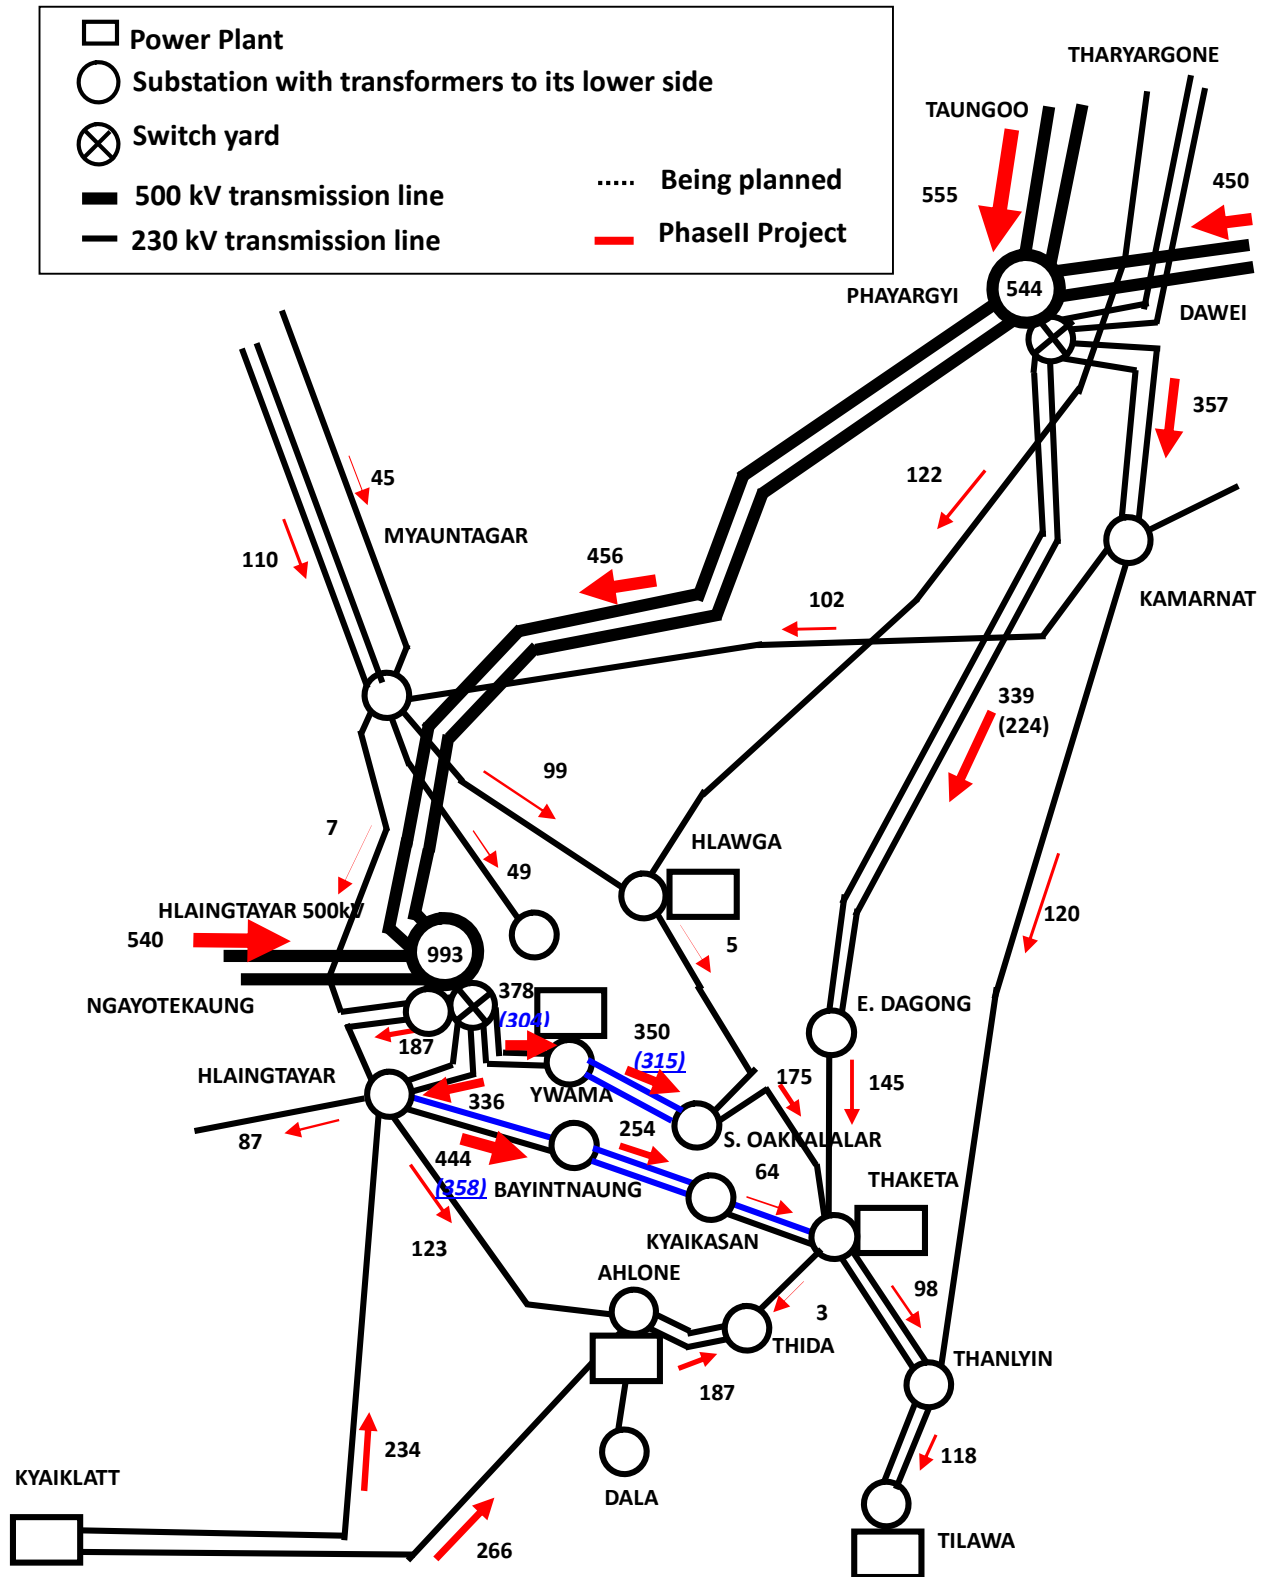 Power Plant
Substation with transformers to its lower side
Switch yard
500 kV transmission line
230 kV transmission line
Being planned
PhaseII Project
THARYARGONE
TAUNGOO
555
450
PHAYARGYI
544
DAWEI
357
45
122
MYAUNTAGAR
110
456
102
KAMARNAT
339
(224)
99
7
49
HLAWGA
HLAINGTAYAR 500kV
540
120
993
5
NGAYOTEKAUNG
378
(304)
E. DAGONG
187
350
(315)
HLAINGTAYAR
175
145
336
YWAMA
87
254
S. OAKKALALAR
444
(358)
BAYINTNAUNG
64
THAKETA
123
KYAIKASAN
AHLONE
98
3
THIDA
THANLYIN
187
234
118
KYAIKLATT
DALA
266
TILAWA